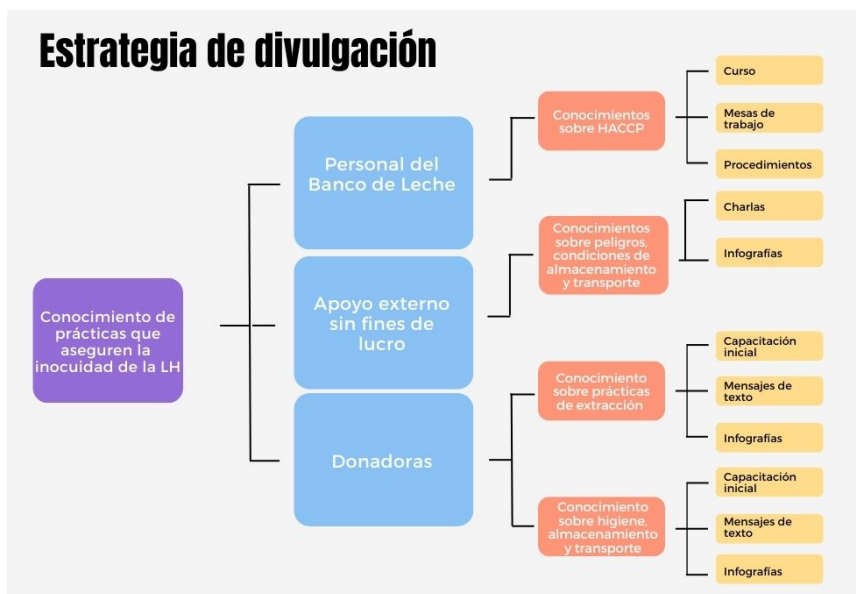 Estrategia de divulgación
Conocimiento de
prácticas que
aseguren la
inocuidad de la LH
Personal del
Banco de Leche
Conocimientos
sobre HACCP
Curso
Mesas de
trabajo
Procedimientos
Apoyo externo
sin fines de
lucro
Conocimientos
sobre peligros,
condiciones de
almacenamiento
y transporte
Charlas
Infografías
Donadoras
Conocimiento
sobre prácticas
de extracción
Capacitación
inicial
Mensajes de
texto
Infografías
Conocimiento
sobre higiene,
almacenamiento
y transporte
Capacitación
inicial
Mensajes de
texto
Infografías